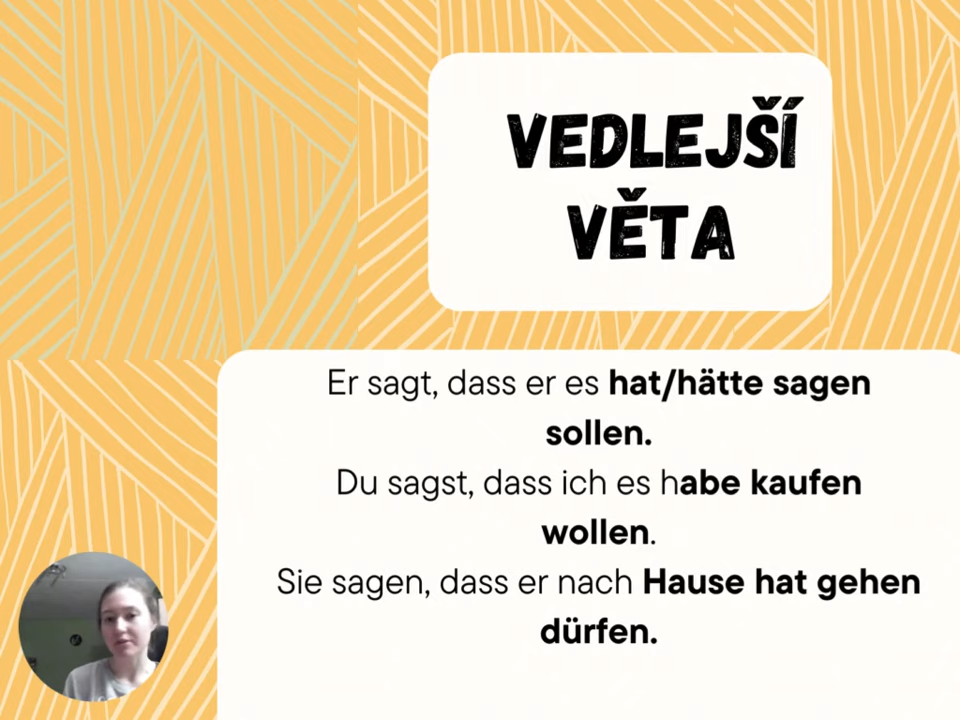 VEDLEJŠÍ
VĚTA
Er sagt, dass er es hat/hätte sagen
sollen.
Du sagst, dass ich es habe kaufen
wollen.
Sie sagen, dass er nach Hause hat gehen
dürfen.